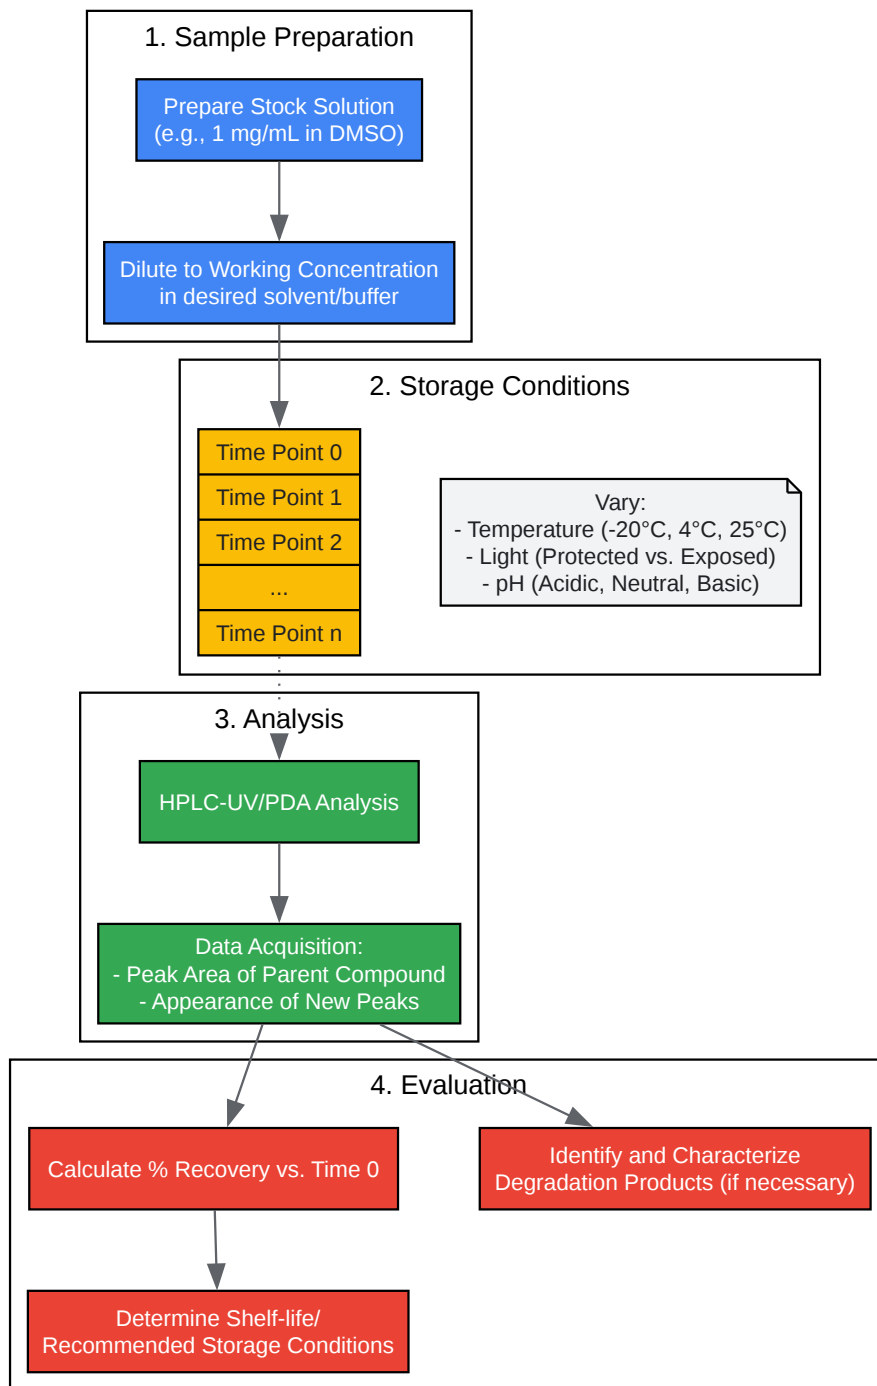 1. Sample Preparation
Prepare Stock Solution
(e.g., 1 mg/mL in DMSO)
Dilute to Working Concentration
in desired solvent/buffer
2. Storage Conditions
Time Point 0
Time Point 1
Time Point 2
...
Time Point n
Vary:
- Temperature (-20°C, 4°C, 25°C)
- Light (Protected vs. Exposed)
- pH (Acidic, Neutral, Basic)
3. Analysis
HPLC-UV/PDA Analysis
Data Acquisition:
- Peak Area of Parent Compound
- Appearance of New Peaks
4. Evaluation
Calculate % Recovery vs. Time 0
Identify and Characterize
Degradation Products (if necessary)
Determine Shelf-life/
Recommended Storage Conditions